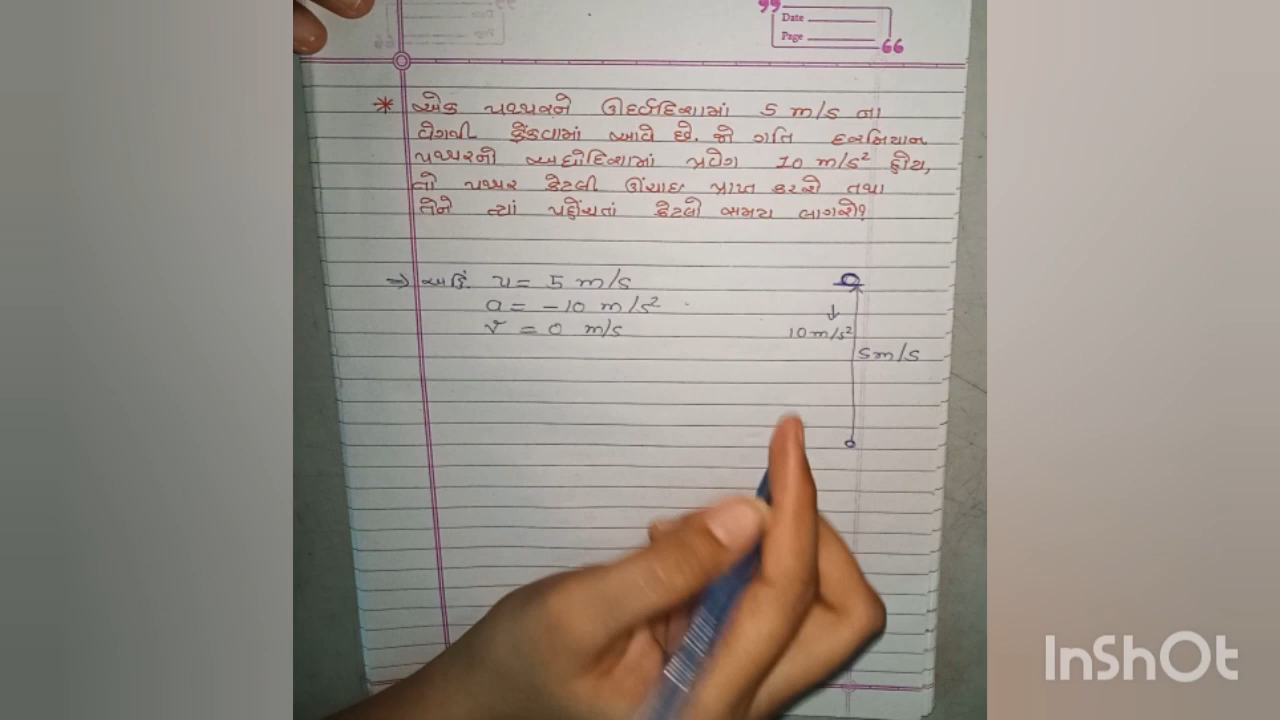 Date
Page
* એક પથ્થરને ઊર્ધ્વદિશામાં 5 m/s ના
વેગથી ફેંકવામાં આવે છે. જો ગતિ દરમિયાન
પથ્થરનો અધોદિશામાં પ્રવેગ 10 m/s² હોય,
તો પથ્થર કેટલી ઊંચાઇ પ્રાપ્ત કરશે તથા
તેને ત્યાં પહોંચતાં કેટલો સમય લાગશે?
⇒ અહિં u = 5 m/s
a = -10 m/s²
v = 0 m/s
↓
10 m/s²
5 m/s
InShOt